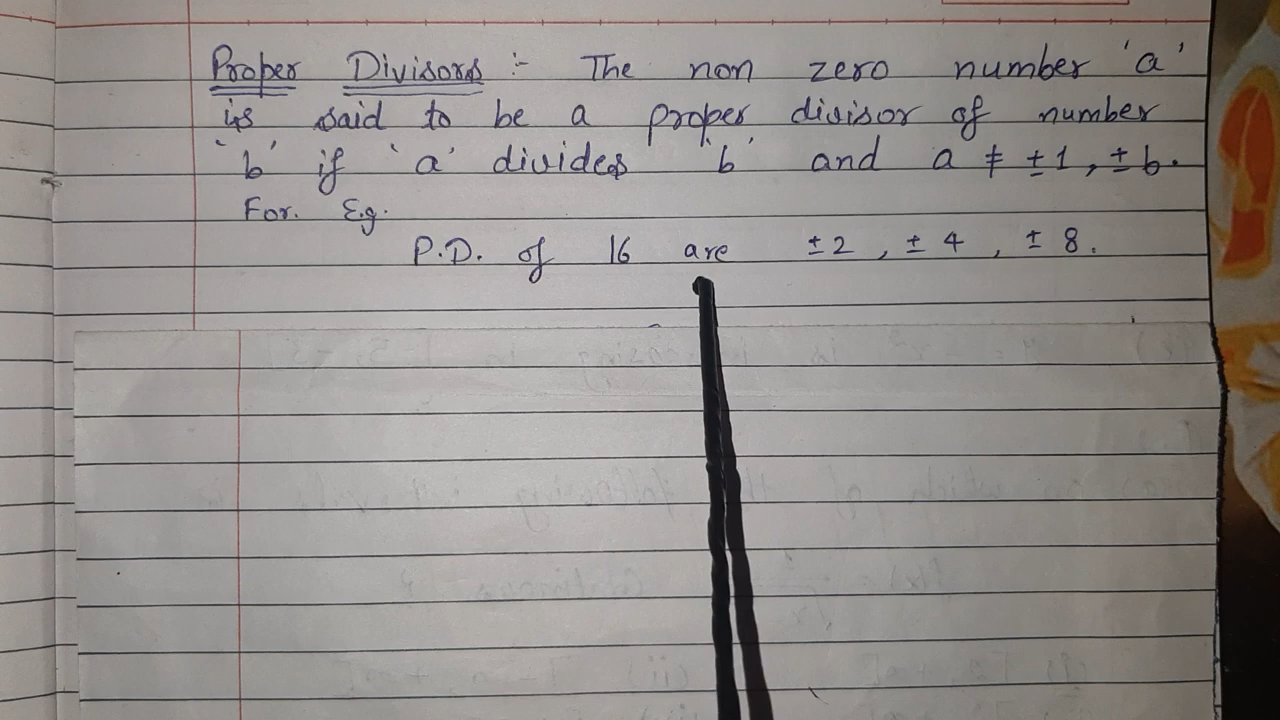 Proper Divisors :- The non zero number 'a'
is said to be a proper divisor of number
'b' if 'a' divides 'b' and a ≠ ±1, ±b.
For. E.g.
P.D. of 16 are ±2, ±4, ±8.